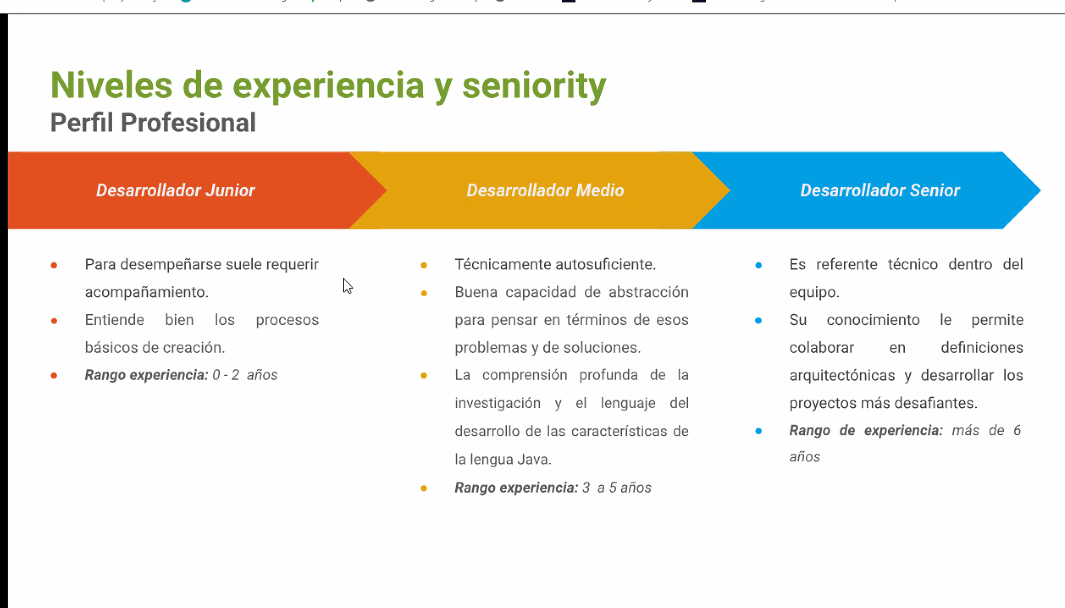 Niveles de experiencia y seniority
Perfil Profesional
Desarrollador Junior
Desarrollador Medio
Desarrollador Senior
Para desempeñarse suele requerir
acompañamiento.
Entiende bien los procesos
básicos de creación.
Rango experiencia: 0 - 2 años
Técnicamente autosuficiente.
Buena capacidad de abstracción
para pensar en términos de esos
problemas y de soluciones.
La comprensión profunda de la
investigación y el lenguaje del
desarrollo de las características de
la lengua Java.
Rango experiencia: 3 a 5 años
Es referente técnico dentro del
equipo.
Su conocimiento le permite
colaborar en definiciones
arquitectónicas y desarrollar los
proyectos más desafiantes.
Rango de experiencia: más de 6
años